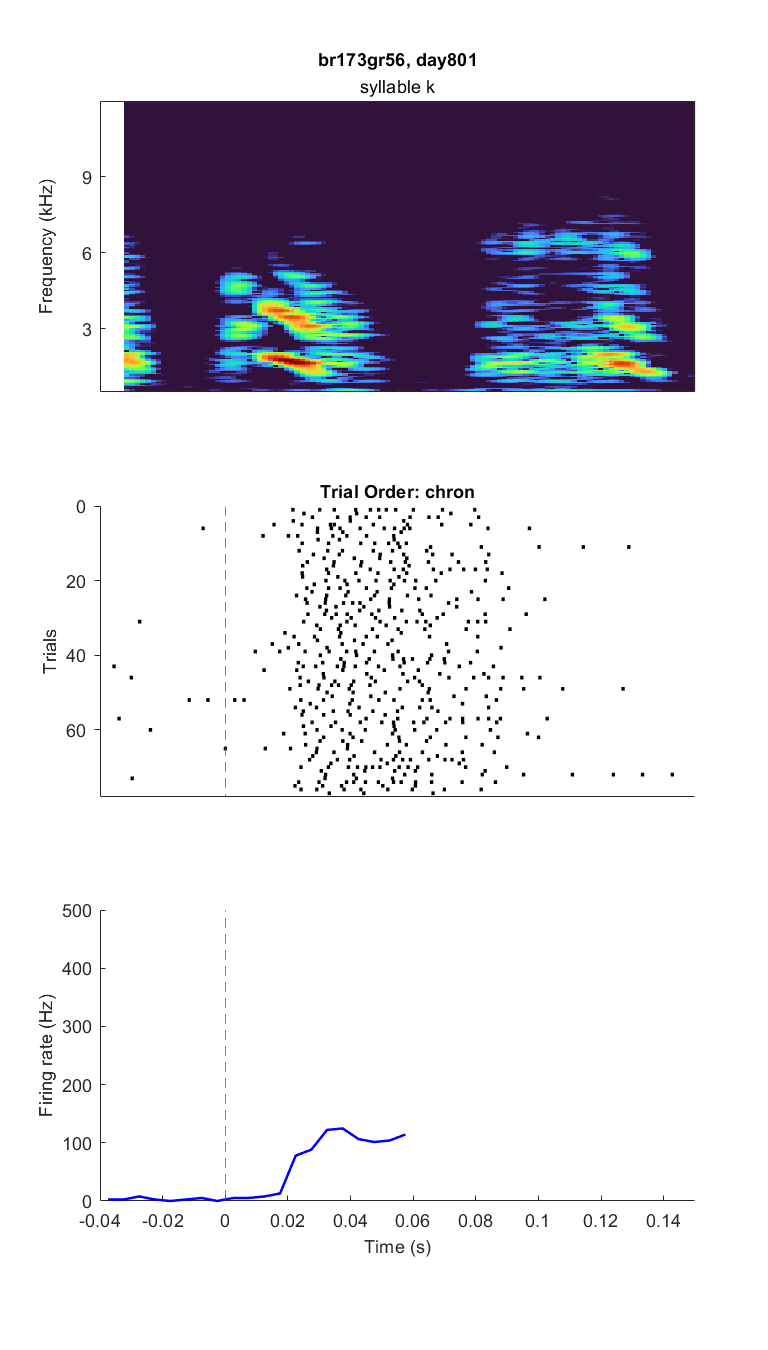 br173gr56, day801
syllable k
Frequency (kHz)
9
6
3
Trial Order: chron
Trials
0
20
40
60
Firing rate (Hz)
500
400
300
200
100
0
-0.04 -0.02 0 0.02 0.04 0.06 0.08 0.1 0.12 0.14
Time (s)